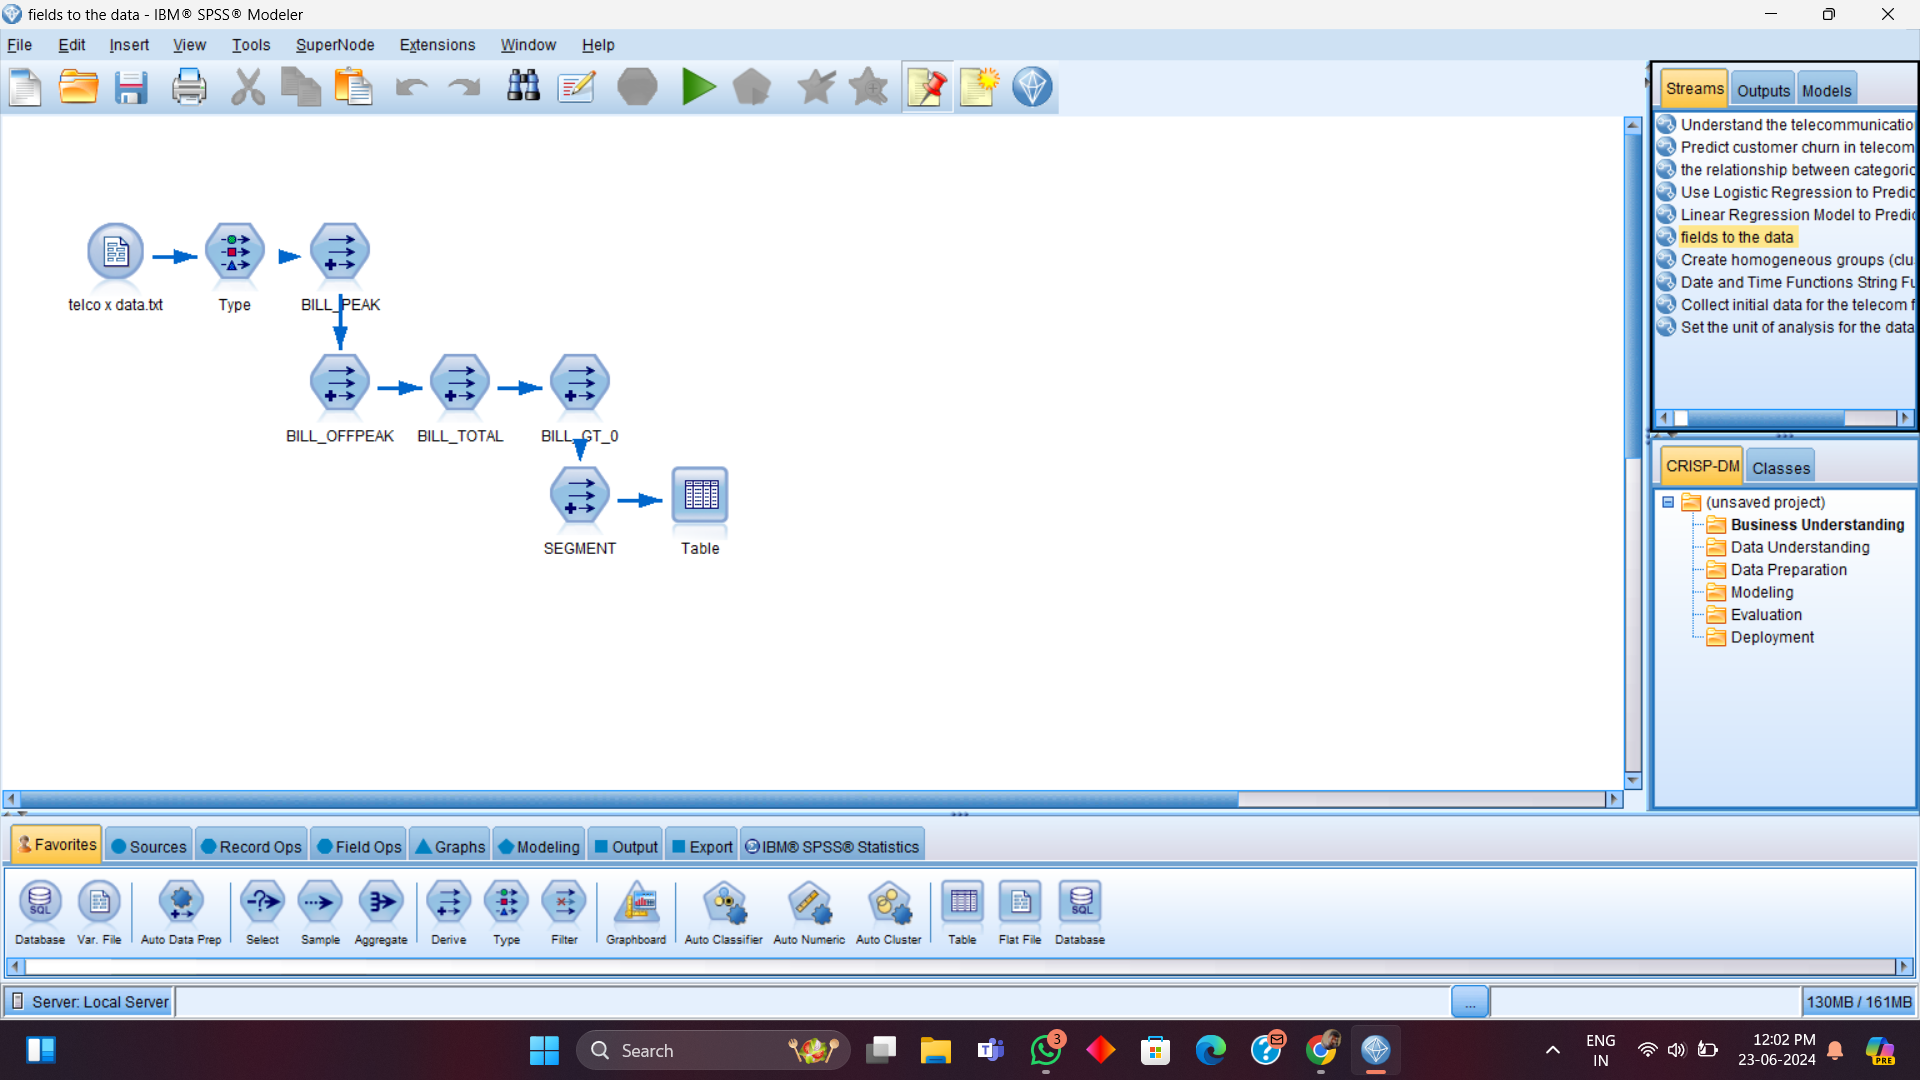 fields to the data - IBM® SPSS® Modeler
File Edit Insert View Tools SuperNode Extensions Window Help
Streams Outputs Models
Understand the telecommunicatio
Predict customer churn in telecom
the relationship between categoric
Use Logistic Regression to Predic
Linear Regression Model to Predic
fields to the data
Create homogeneous groups (clu
Date and Time Functions String Fu
Collect initial data for the telecom f
Set the unit of analysis for the data
telco x data.txt Type BILL_PEAK
BILL_OFFPEAK BILL_TOTAL BILL_GT_0
SEGMENT Table
CRISP-DM Classes
(unsaved project)
Business Understanding
Data Understanding
Data Preparation
Modeling
Evaluation
Deployment
Favorites Sources Record Ops Field Ops Graphs Modeling Output Export IBM® SPSS® Statistics
SQL SQL
Database Var. File Auto Data Prep Select Sample Aggregate Derive Type Filter Graphboard Auto Classifier Auto Numeric Auto Cluster Table Flat File Database
Server: Local Server ... 130MB / 161MB
Search 3 ENG 12:02 PM
IN 23-06-2024 PRE